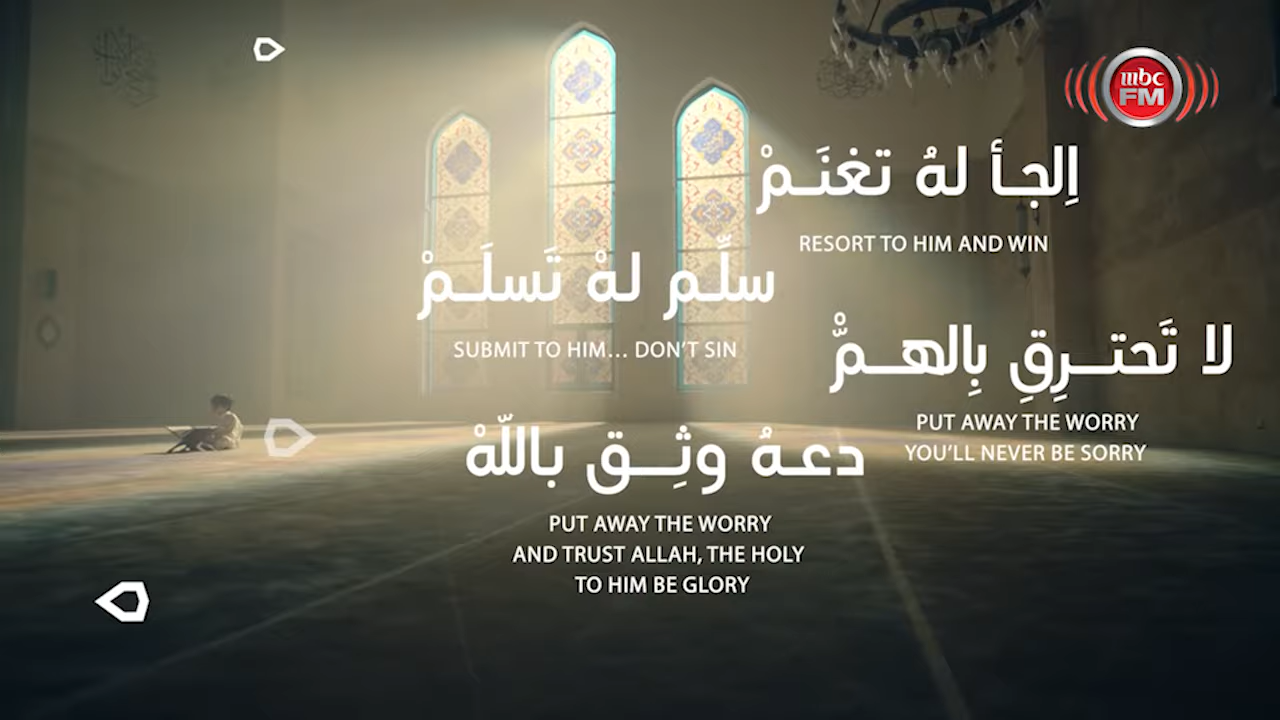 mbc
FM
اِلجأ لهُ تغنَمْ
RESORT TO HIM AND WIN
سلّم لهْ تَسلَمْ
SUBMIT TO HIM... DON'T SIN
لا تَحترِقِ بِالهمْ
PUT AWAY THE WORRY
YOU'LL NEVER BE SORRY
دعهُ وثِق باللّهْ
PUT AWAY THE WORRY
AND TRUST ALLAH, THE HOLY
TO HIM BE GLORY